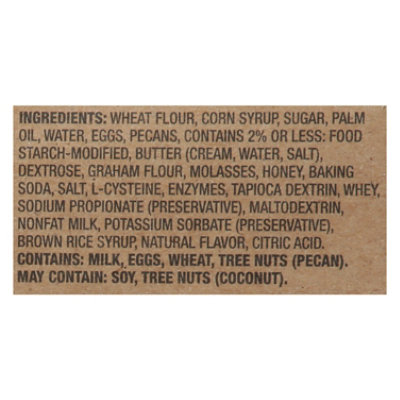 INGREDIENTS: WHEAT FLOUR, CORN SYRUP, SUGAR, PALM
OIL, WATER, EGGS, PECANS, CONTAINS 2% OR LESS: FOOD
STARCH-MODIFIED, BUTTER (CREAM, WATER, SALT),
DEXTROSE, GRAHAM FLOUR, MOLASSES, HONEY, BAKING
SODA, SALT, L-CYSTEINE, ENZYMES, TAPIOCA DEXTRIN, WHEY,
SODIUM PROPIONATE (PRESERVATIVE), MALTODEXTRIN,
NONFAT MILK, POTASSIUM SORBATE (PRESERVATIVE),
BROWN RICE SYRUP, NATURAL FLAVOR, CITRIC ACID.
CONTAINS: MILK, EGGS, WHEAT, TREE NUTS (PECAN).
MAY CONTAIN: SOY, TREE NUTS (COCONUT).